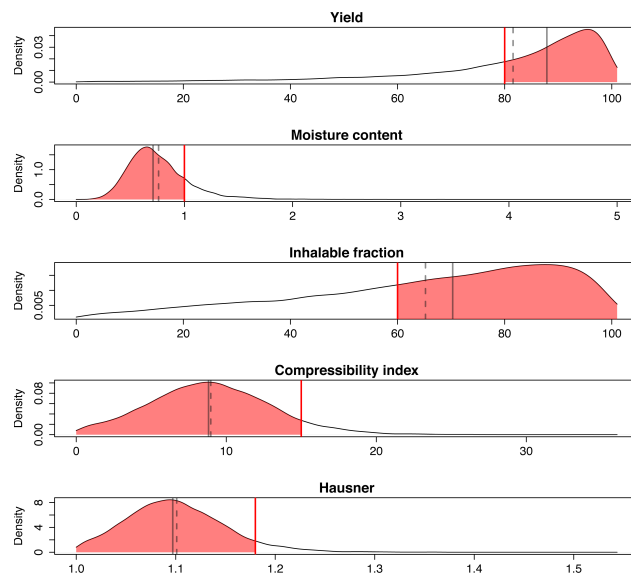 Yield
Density
0.00 0.03
0 20 40 60 80 100
Moisture content
Density
0.0 1.0
0 1 2 3 4 5
Inhalable fraction
Density
0.005
0 20 40 60 80 100
Compressibility index
Density
0.00 0.08
0 10 20 30
Hausner
Density
0 4 8
1.0 1.1 1.2 1.3 1.4 1.5